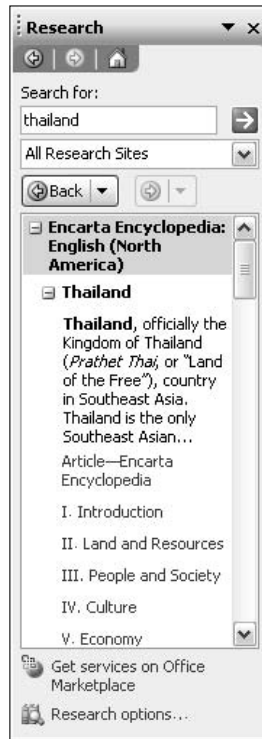 Research
Search for:
thailand
All Research Sites
Back
Encarta Encyclopedia:
English (North
America)
Thailand
Thailand, officially the
Kingdom of Thailand
(Prathet Thai, or "Land
of the Free"), country
in Southeast Asia.
Thailand is the only
Southeast Asian...
Article—Encarta
Encyclopedia
I. Introduction
II. Land and Resources
III. People and Society
IV. Culture
V. Economy
Get services on Office
Marketplace
Research options...